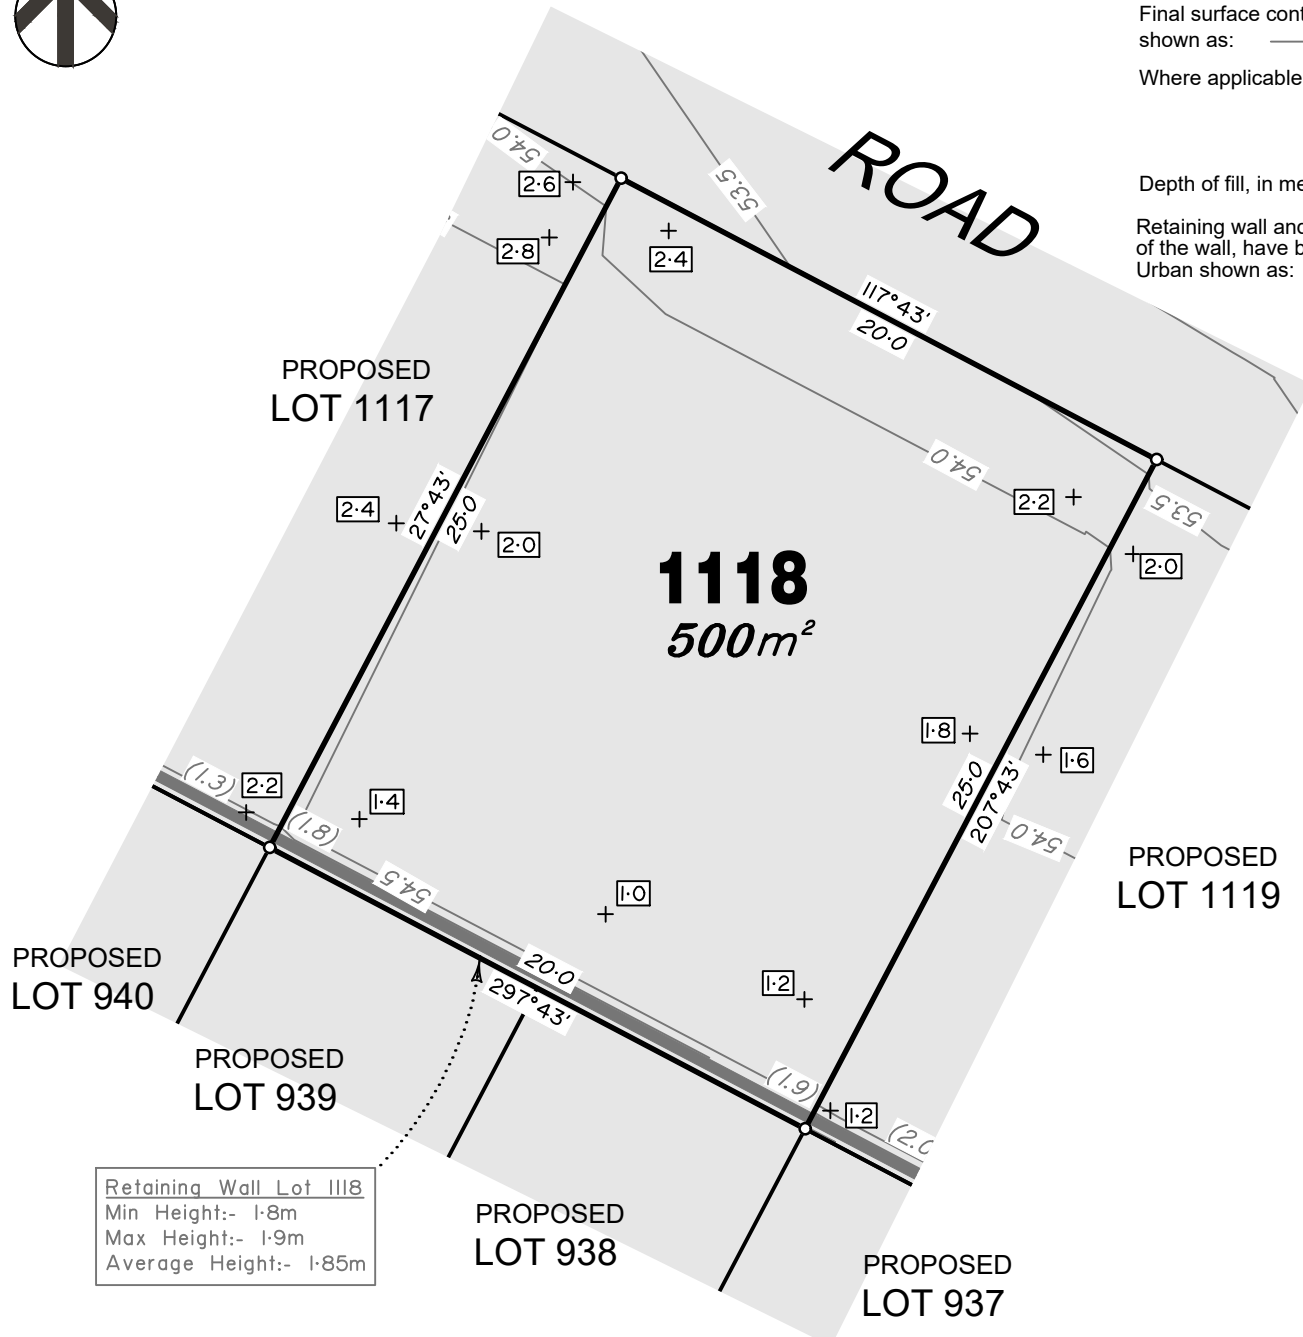 Final surface cont
shown as:
Where applicable
Depth of fill, in me
Retaining wall and
of the wall, have b
Urban shown as:
ROAD
54.0
53.5
2·6
2·8
2·4
117°43'
20·0
PROPOSED
LOT 1117
54.0
2·2
53.5
2·0
2·4
27°43'
25·0
2·0
1118
500m²
1·8
1·6
25·0
207°43'
54.0
PROPOSED
LOT 1119
(1.3)
2·2
(1.8)
1·4
54.5
1·0
20·0
297°43'
1·2
(1.9)
1·2
(2.0
PROPOSED
LOT 940
PROPOSED
LOT 939
PROPOSED
LOT 938
PROPOSED
LOT 937
Retaining Wall Lot 1118
Min Height:- 1·8m
Max Height:- 1·9m
Average Height:- 1·85m